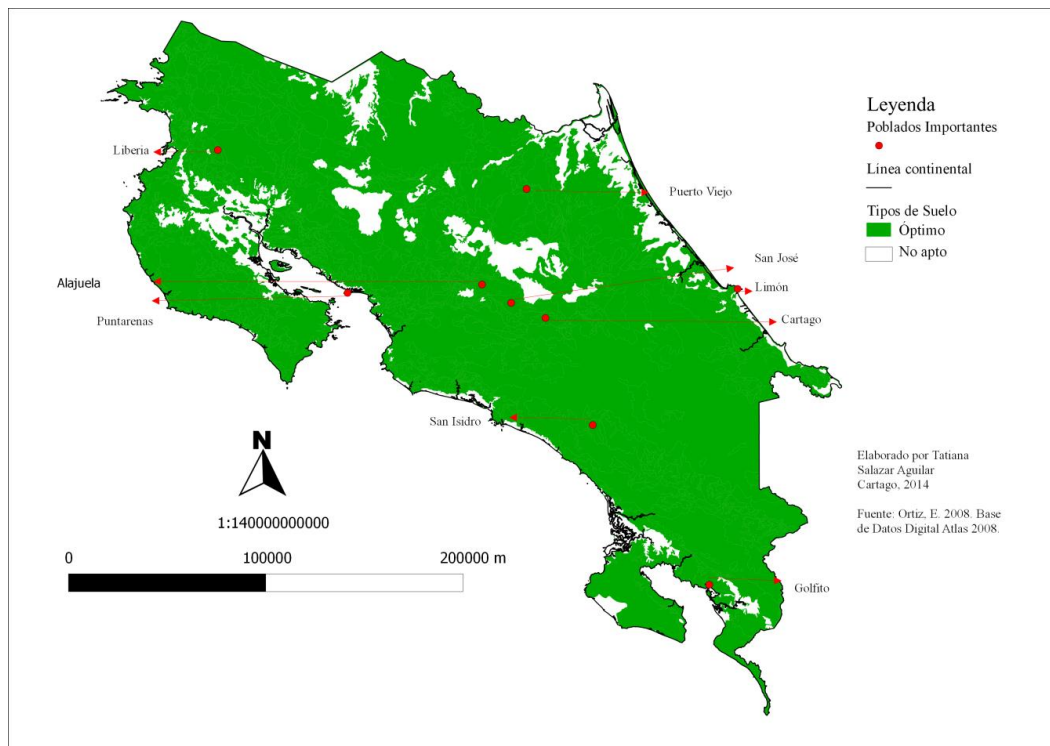 Leyenda
Poblados Importantes
Linea continental
Tipos de Suelo
Óptimo
No apto
Liberia
Puerto Viejo
San José
Alajuela
Limón
Puntarenas
Cartago
San Isidro
N
1:140000000000
0 100000 200000 m
Elaborado por Tatiana
Salazar Aguilar
Cartago, 2014
Fuente: Ortiz, E. 2008. Base
de Datos Digital Atlas 2008.
Golfito